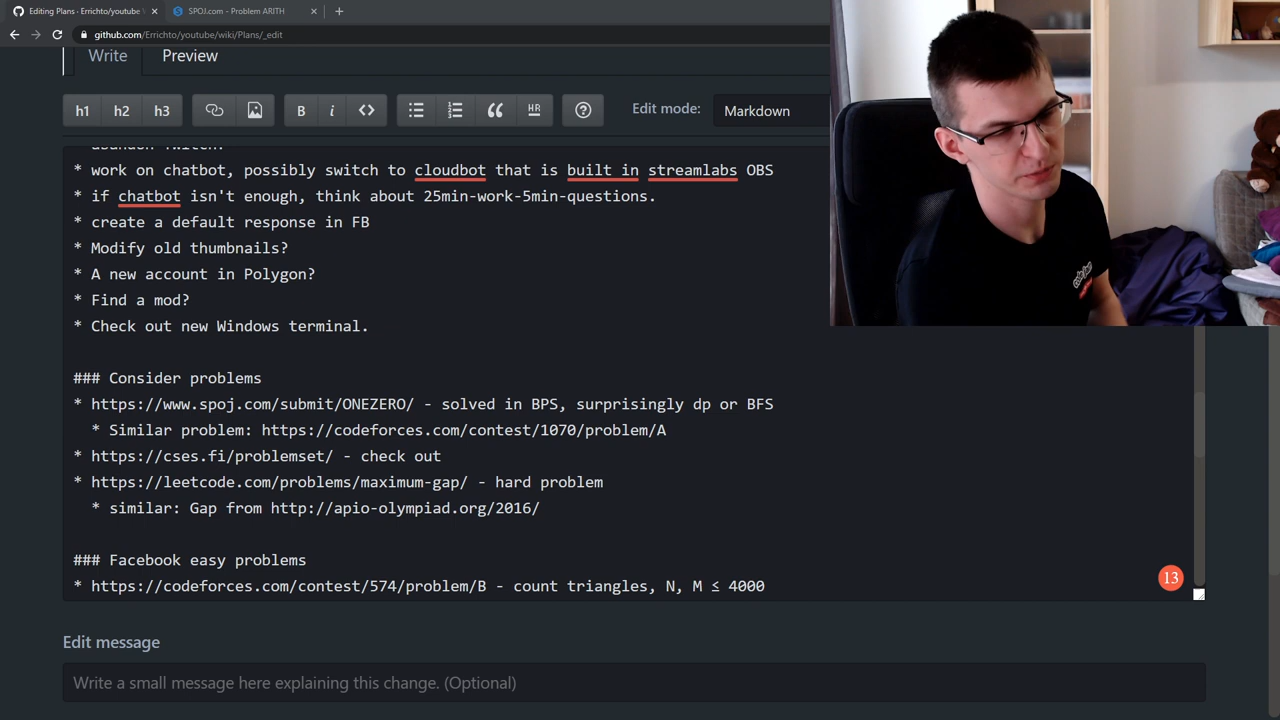 Editing Plans · Errichto/youtube
SPOJ.com - Problem ARITH
github.com/Errichto/youtube/wiki/Plans/_edit
Write
Preview
h1 h2 h3 B i HR Edit mode: Markdown
abandon Twitch.
* work on chatbot, possibly switch to cloudbot that is built in streamlabs OBS
* if chatbot isn't enough, think about 25min-work-5min-questions.
* create a default response in FB
* Modify old thumbnails?
* A new account in Polygon?
* Find a mod?
* Check out new Windows terminal.
### Consider problems
* https://www.spoj.com/submit/ONEZERO/ - solved in BPS, surprisingly dp or BFS
* Similar problem: https://codeforces.com/contest/1070/problem/A
* https://cses.fi/problemset/ - check out
* https://leetcode.com/problems/maximum-gap/ - hard problem
* similar: Gap from http://apio-olympiad.org/2016/
### Facebook easy problems
* https://codeforces.com/contest/574/problem/B - count triangles, N, M ≤ 4000
13
Edit message
Write a small message here explaining this change. (Optional)